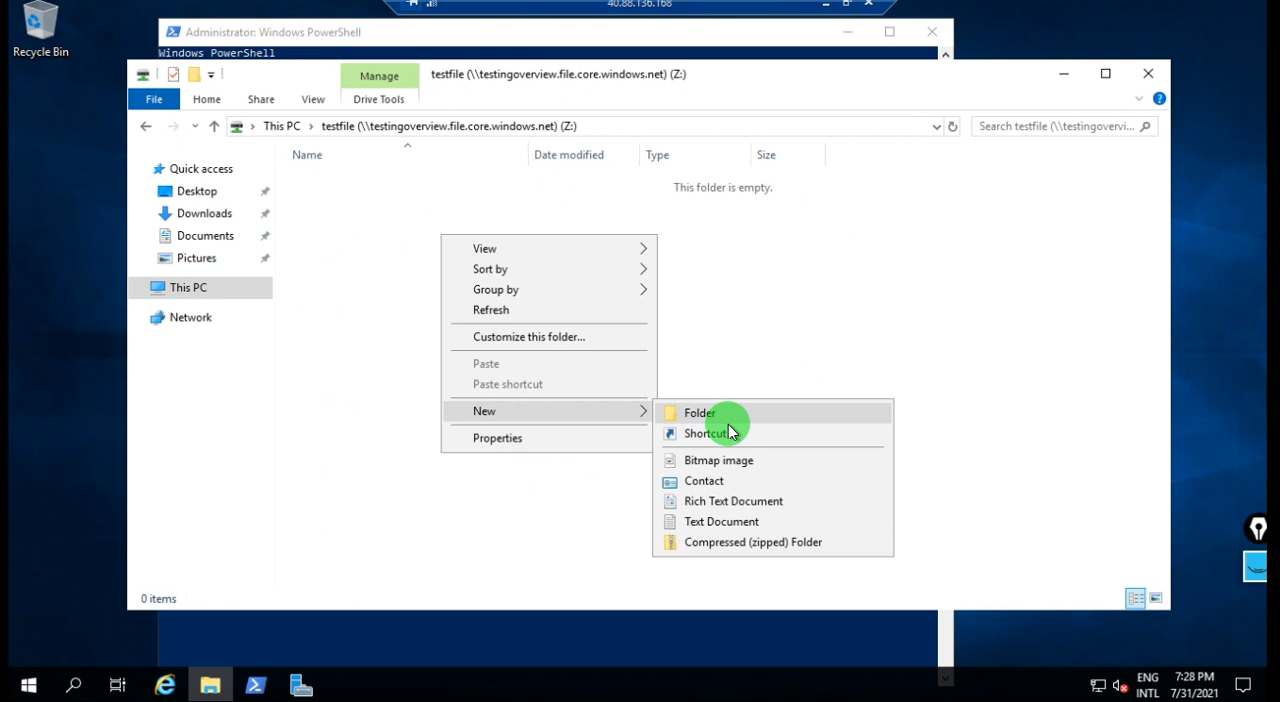 40.88.136.168
Recycle Bin
Administrator: Windows PowerShell
Windows PowerShell
Manage
testfile (\\testingoverview.file.core.windows.net) (Z:)
File
Home
Share
View
Drive Tools
This PC
testfile (\\testingoverview.file.core.windows.net) (Z:)
Search testfile (\\testingovervi...
Name
Date modified
Type
Size
This folder is empty.
Quick access
Desktop
Downloads
Documents
Pictures
This PC
Network
View
Sort by
Group by
Refresh
Customize this folder...
Paste
Paste shortcut
New
Properties
Folder
Shortcut
Bitmap image
Contact
Rich Text Document
Text Document
Compressed (zipped) Folder
0 items
ENG
INTL
7:28 PM
7/31/2021